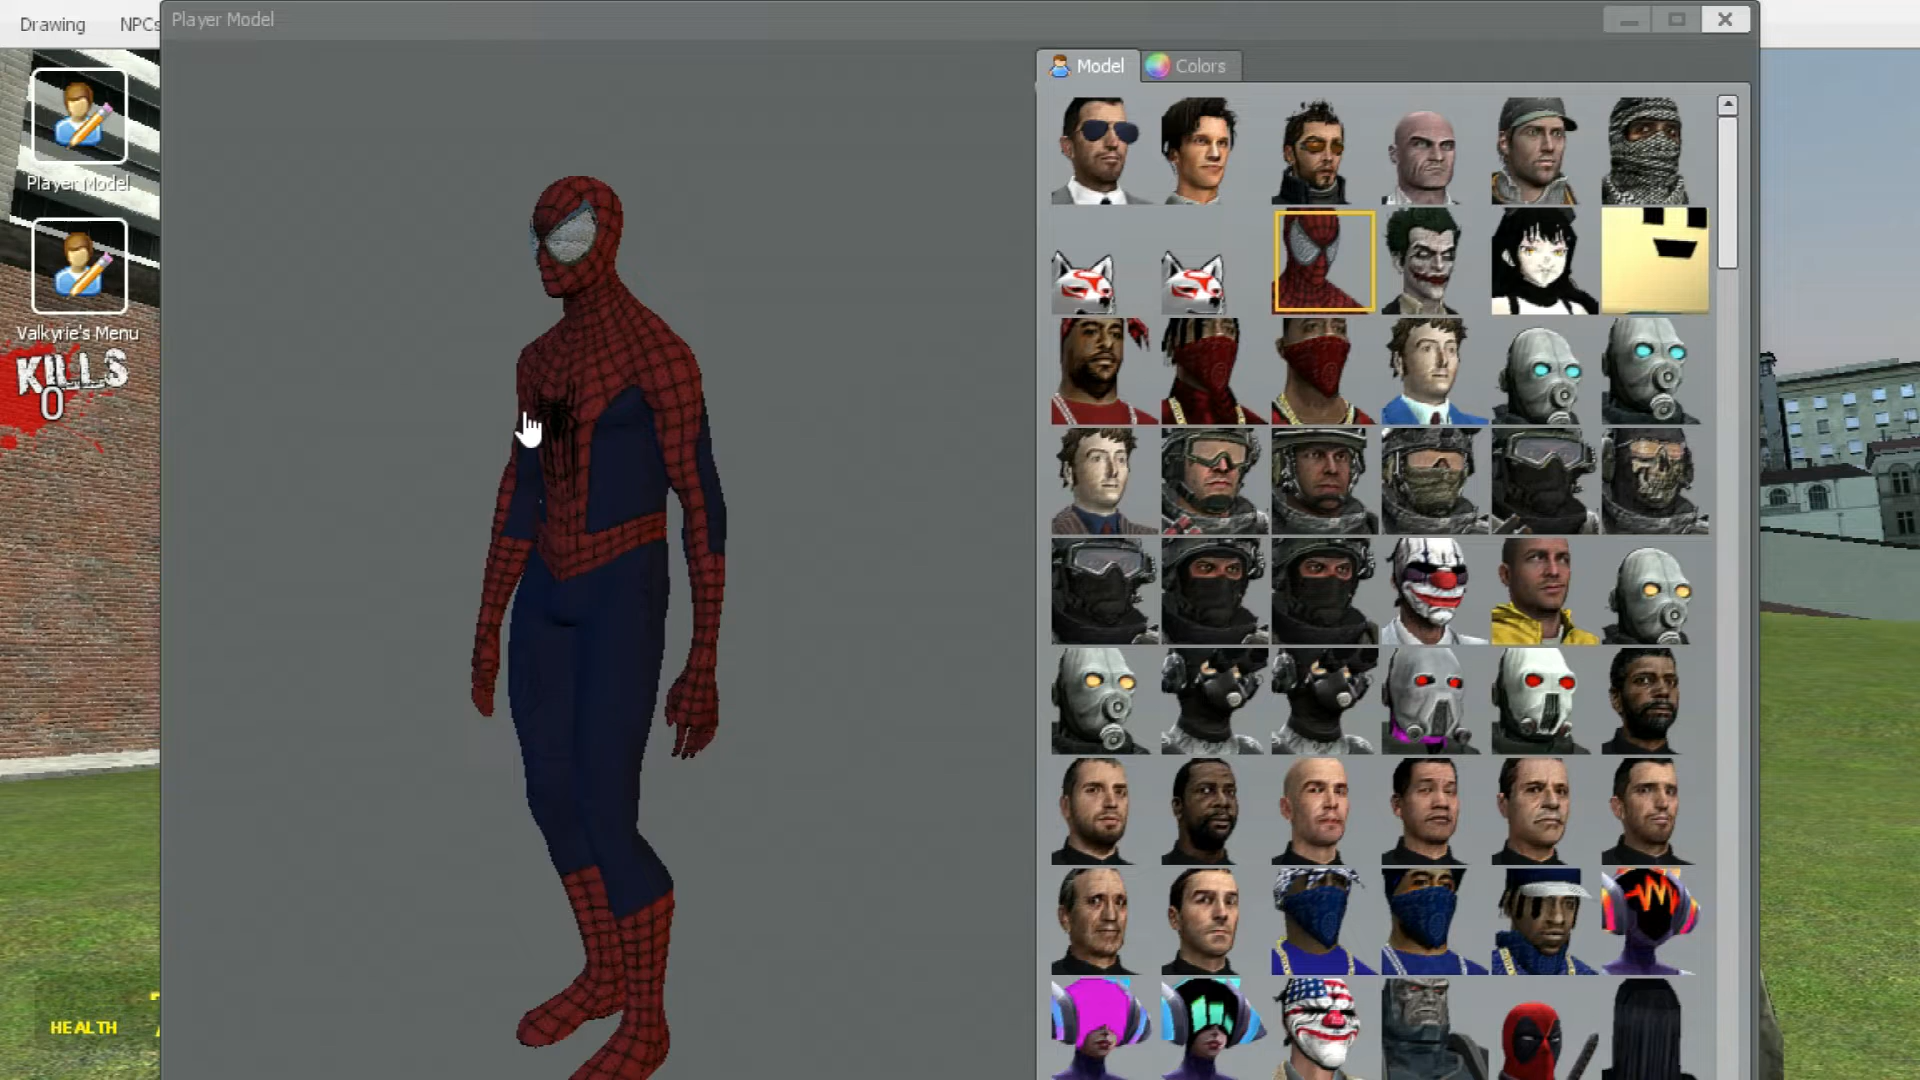 Drawing NPCs
Player Model
Model
Colors
Player Model
Valkyrie's Menu
KILLS
0
HEALTH